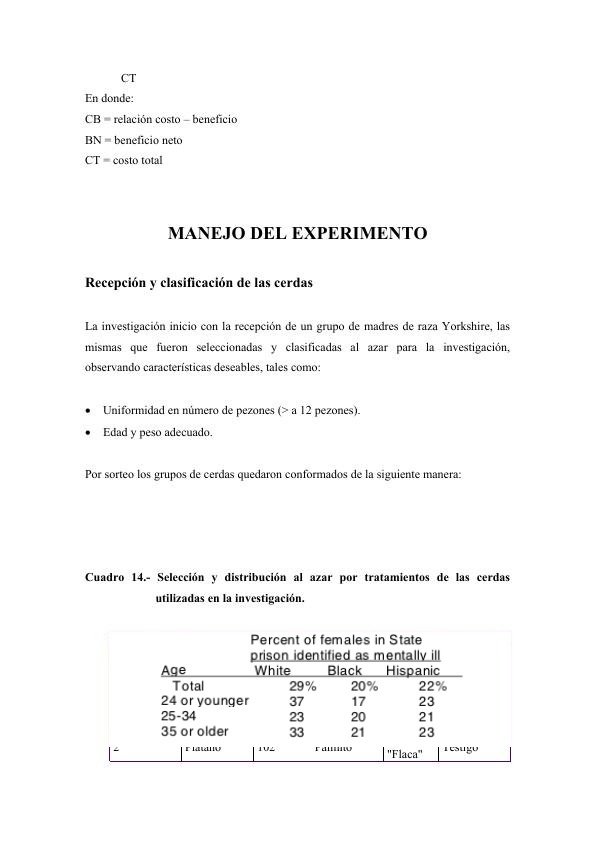 CT
En donde:
CB = relación costo – beneficio
BN = beneficio neto
CT = costo total
MANEJO DEL EXPERIMENTO
Recepción y clasificación de las cerdas
La investigación inicio con la recepción de un grupo de madres de raza Yorkshire, las
mismas que fueron seleccionadas y clasificadas al azar para la investigación,
observando características deseables, tales como:
• Uniformidad en número de pezones (> a 12 pezones).
• Edad y peso adecuado.
Por sorteo los grupos de cerdas quedaron conformados de la siguiente manera:
Cuadro 14.- Selección y distribución al azar por tratamientos de las cerdas
utilizadas en la investigación.
Percent of females in State
prison identified as mentally ill
Age White Black Hispanic
Total 29% 20% 22%
24 or younger 37 17 23
25-34 23 20 21
35 or older 33 21 23
2 Plátano 102 Palmito "Flaca" Testigo